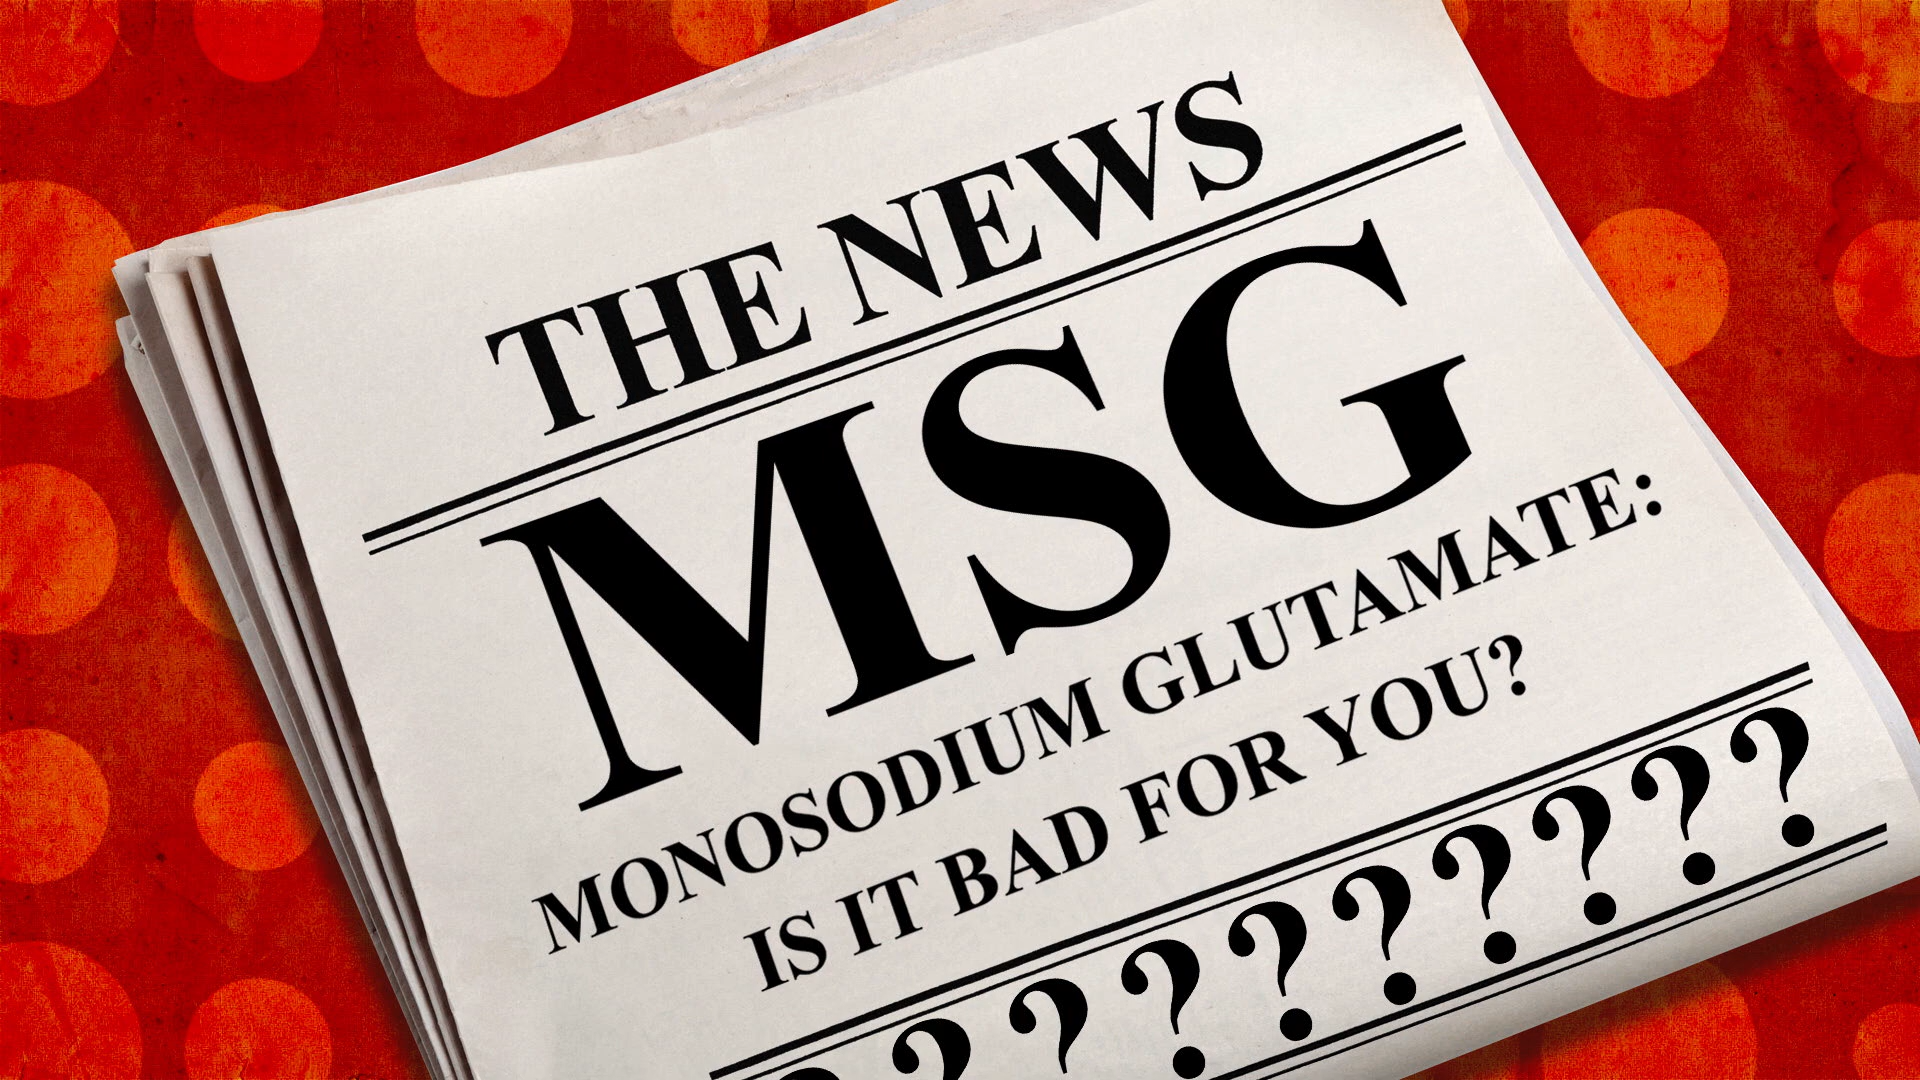 THE NEWS
MSG
MONOSODIUM GLUTAMATE:
IS IT BAD FOR YOU?
??????????